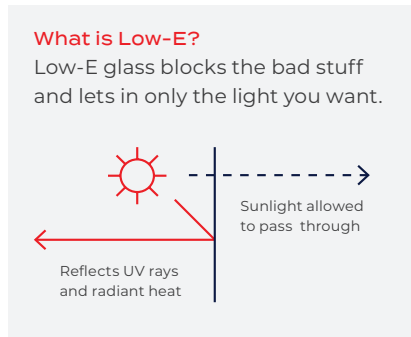 What is Low-E?
Low-E glass blocks the bad stuff
and lets in only the light you want.
Sunlight allowed
to pass through
Reflects UV rays
and radiant heat